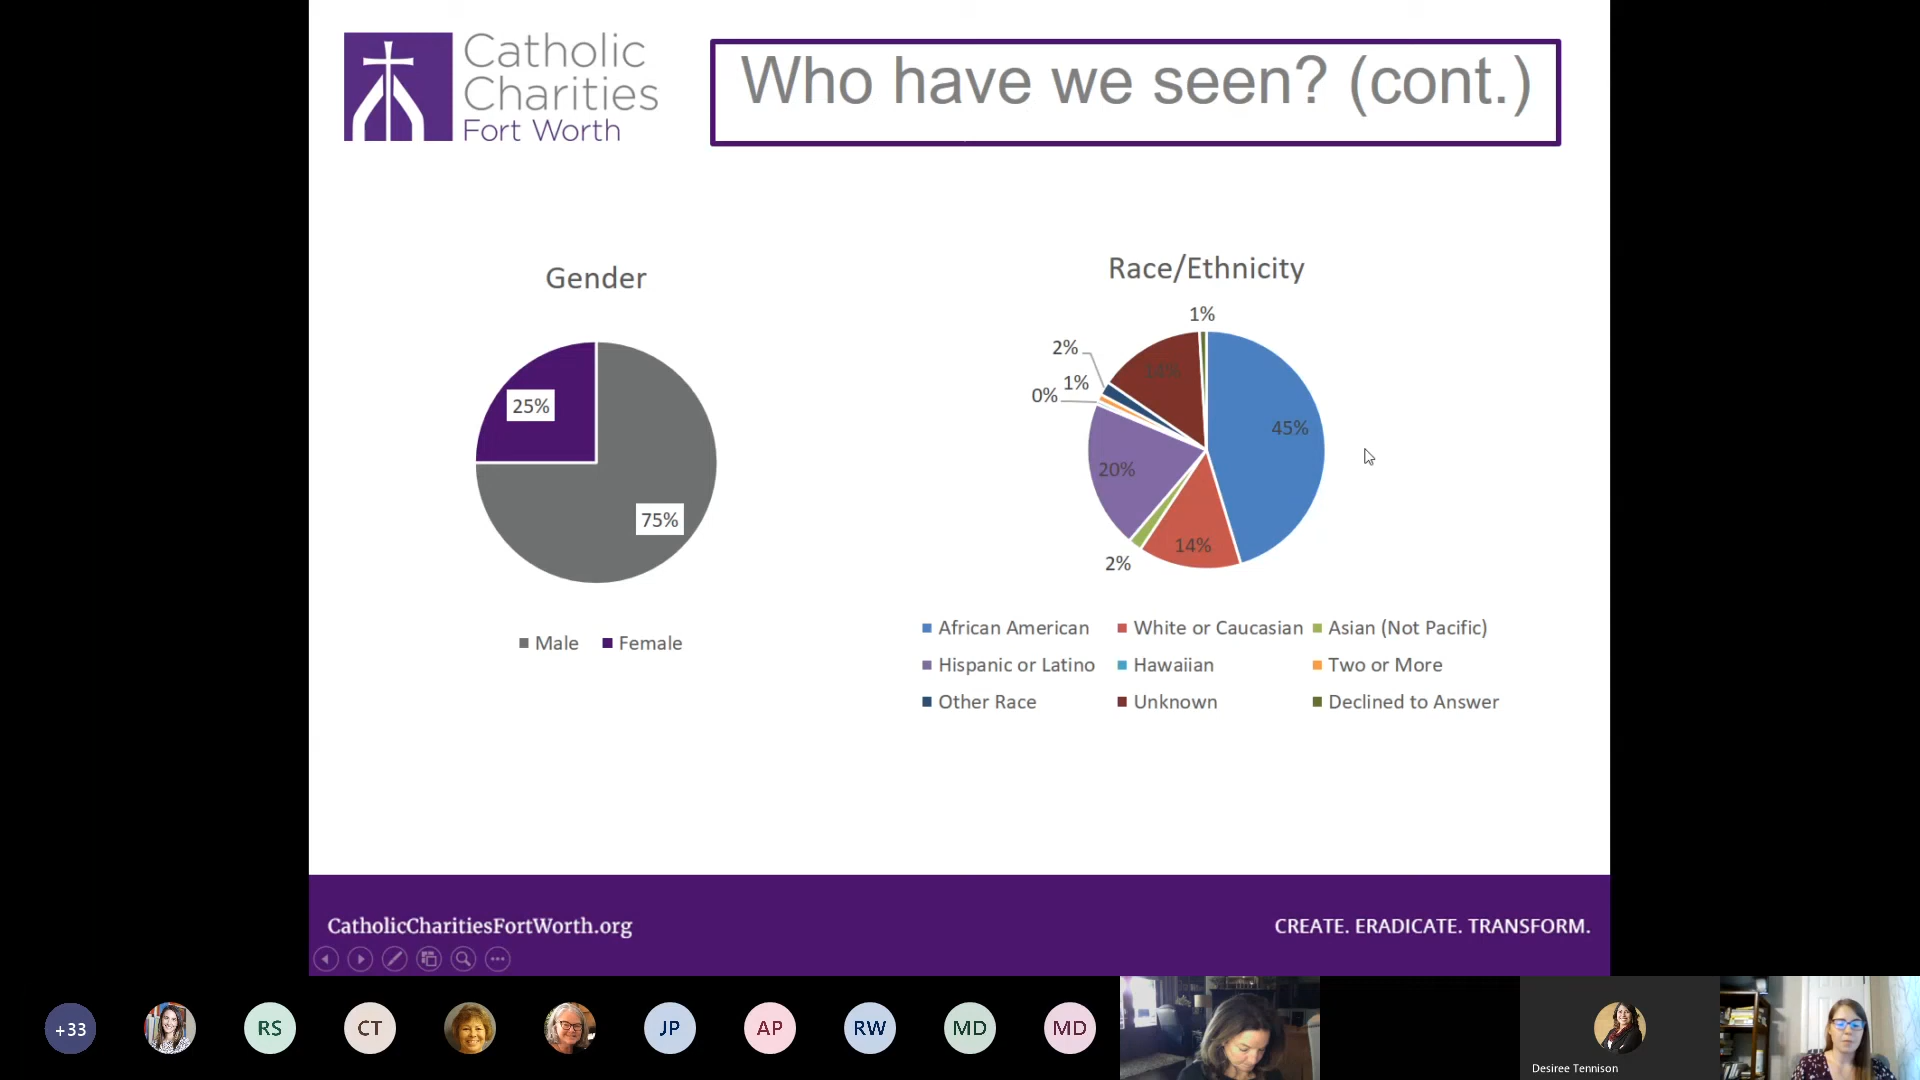 Catholic
Charities
Fort Worth
Who have we seen? (cont.)
Gender
25%
75%
Male Female
Race/Ethnicity
1%
2%
14%
1%
0%
45%
20%
14%
2%
African American White or Caucasian Asian (Not Pacific)
Hispanic or Latino Hawaiian Two or More
Other Race Unknown Declined to Answer
CatholicCharitiesFortWorth.org
CREATE. ERADICATE. TRANSFORM.
+33
RS
CT
JP
AP
RW
MD
MD
Desiree Tennison